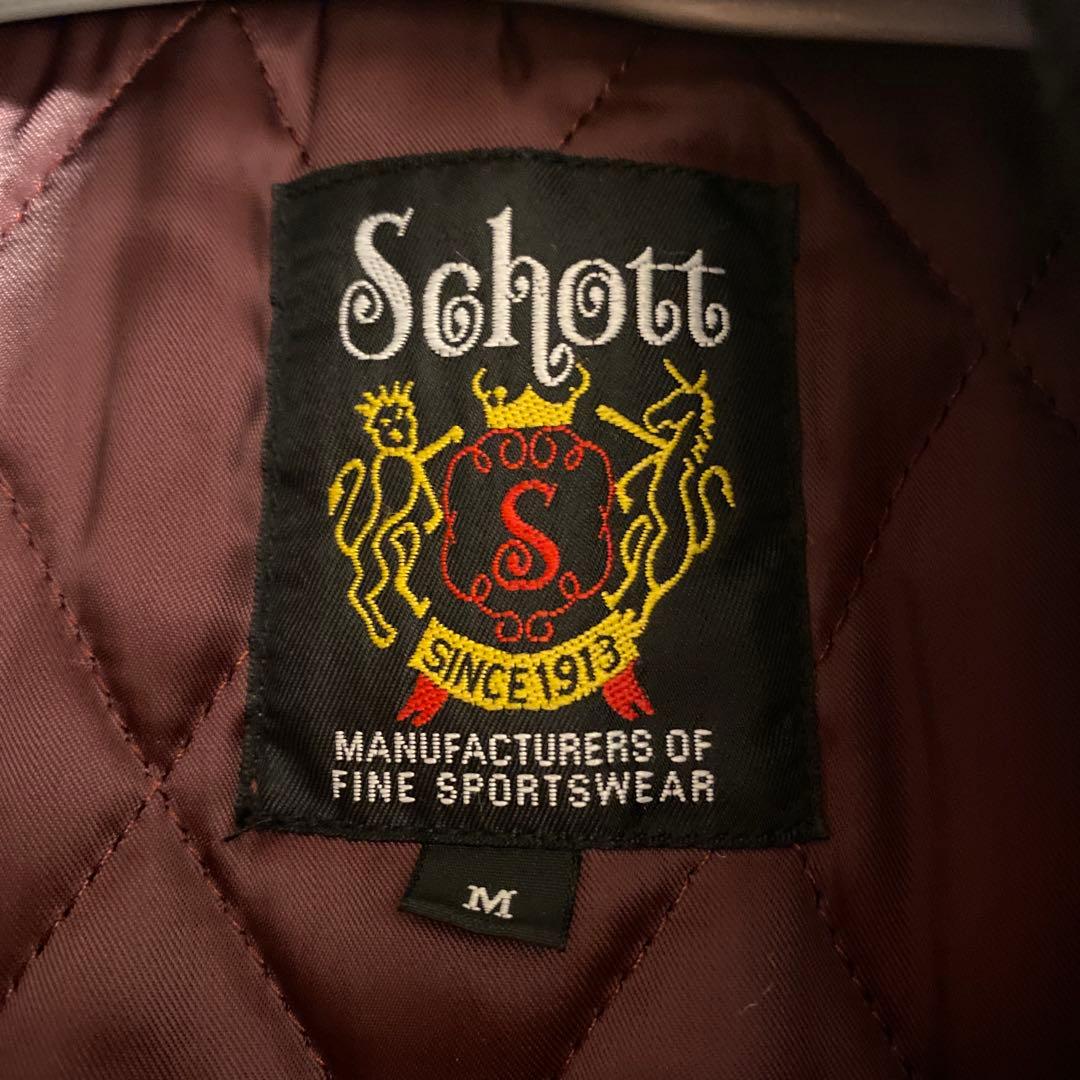 Schott
S
SINCE 1913
MANUFACTURERS OF
FINE SPORTSWEAR
M